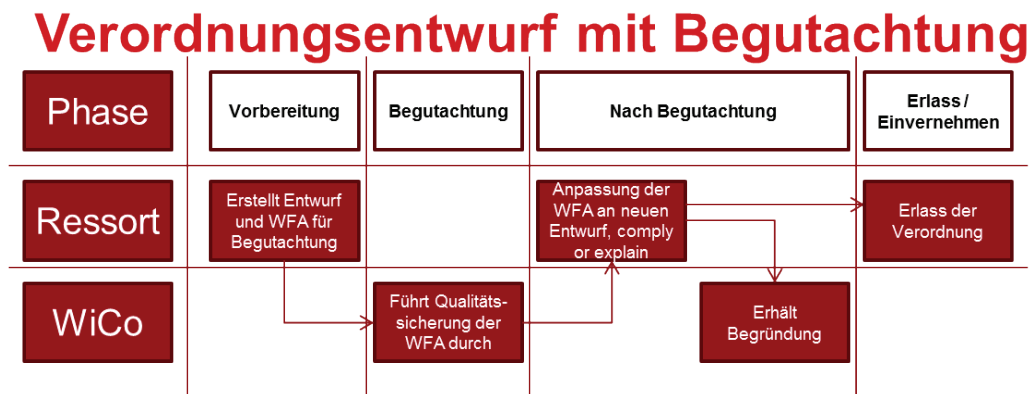 Verordnungsentwurf mit Begutachtung
Phase
Vorbereitung
Begutachtung
Nach Begutachtung
Erlass /
Einvernehmen
Ressort
Erstellt Entwurf
und WFA für
Begutachtung
Anpassung der
WFA an neuen
Entwurf, comply
or explain
Erlass der
Verordnung
WiCo
Führt Qualitäts-
sicherung der
WFA durch
Erhält
Begründung